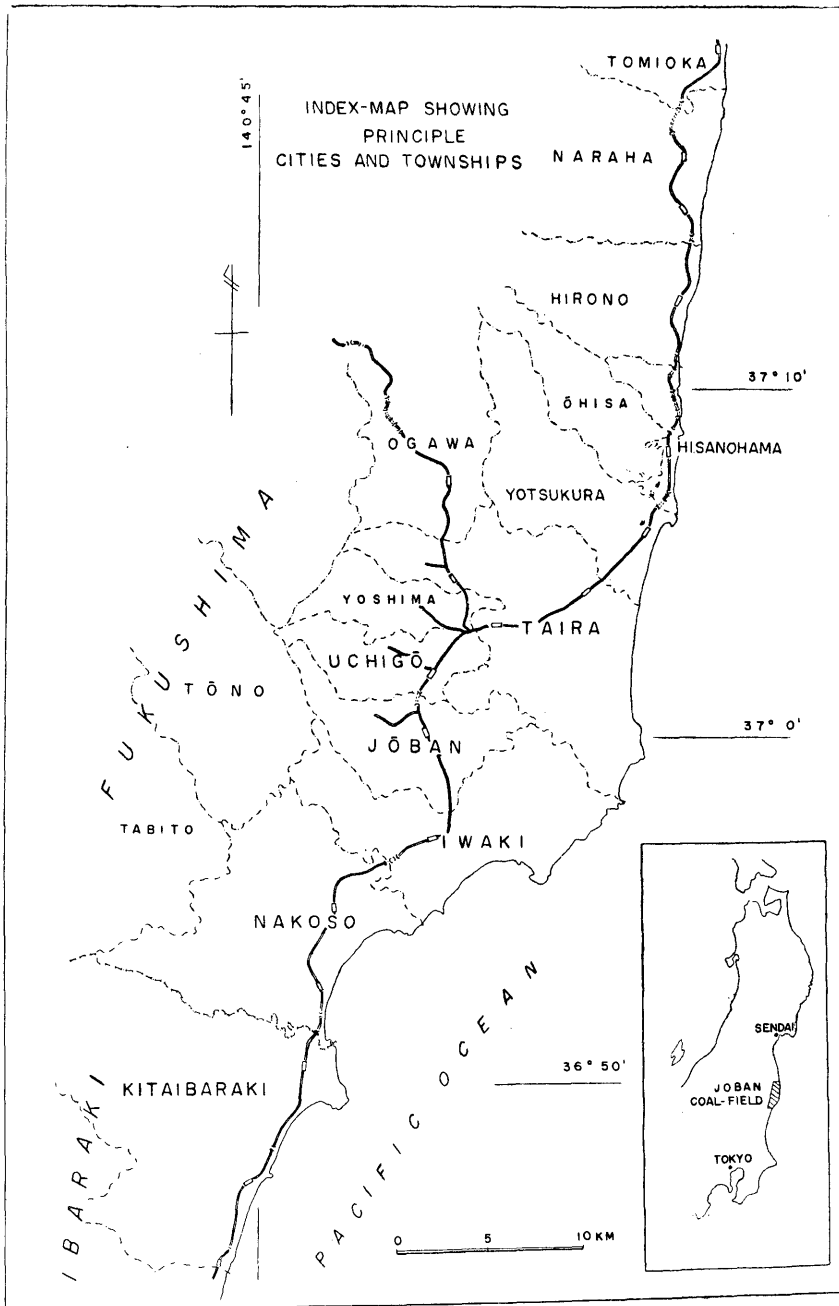 TOMIOKA
140° 45'
INDEX-MAP SHOWING
PRINCIPLE
CITIES AND TOWNSHIPS
NARAHA
HIRONO
37° 10'
ŌHISA
OGAWA
HISANOHAMA
YOTSUKURA
FUKUSHIMA
YOSHIMA
TAIRA
UCHIGŌ
TŌNO
37° 0'
JŌBAN
TABITO
IWAKI
NAKOSO
PACIFIC OCEAN
SENDAI
36° 50'
KITAIBARAKI
JOBAN
COAL-FIELD
IBARAKI
TOKYO
0 5 10 KM